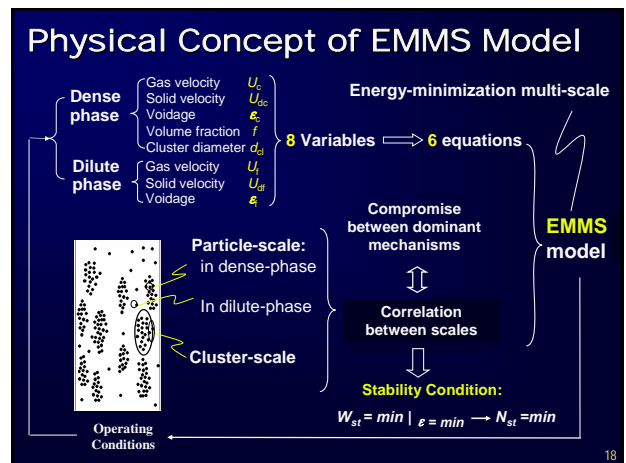 Physical Concept of EMMS Model
Dense phase
Gas velocity U_c
Solid velocity U_dc
Voidage ε_c
Volume fraction f
Cluster diameter d_cl
Dilute phase
Gas velocity U_f
Solid velocity U_df
Voidage ε_f
8 Variables ⇒ 6 equations
Energy-minimization multi-scale
EMMS
model
Compromise
between dominant
mechanisms
Correlation
between scales
Particle-scale:
in dense-phase
In dilute-phase
Cluster-scale
Stability Condition:
W_st = min | ε = min → N_st =min
Operating
Conditions
18